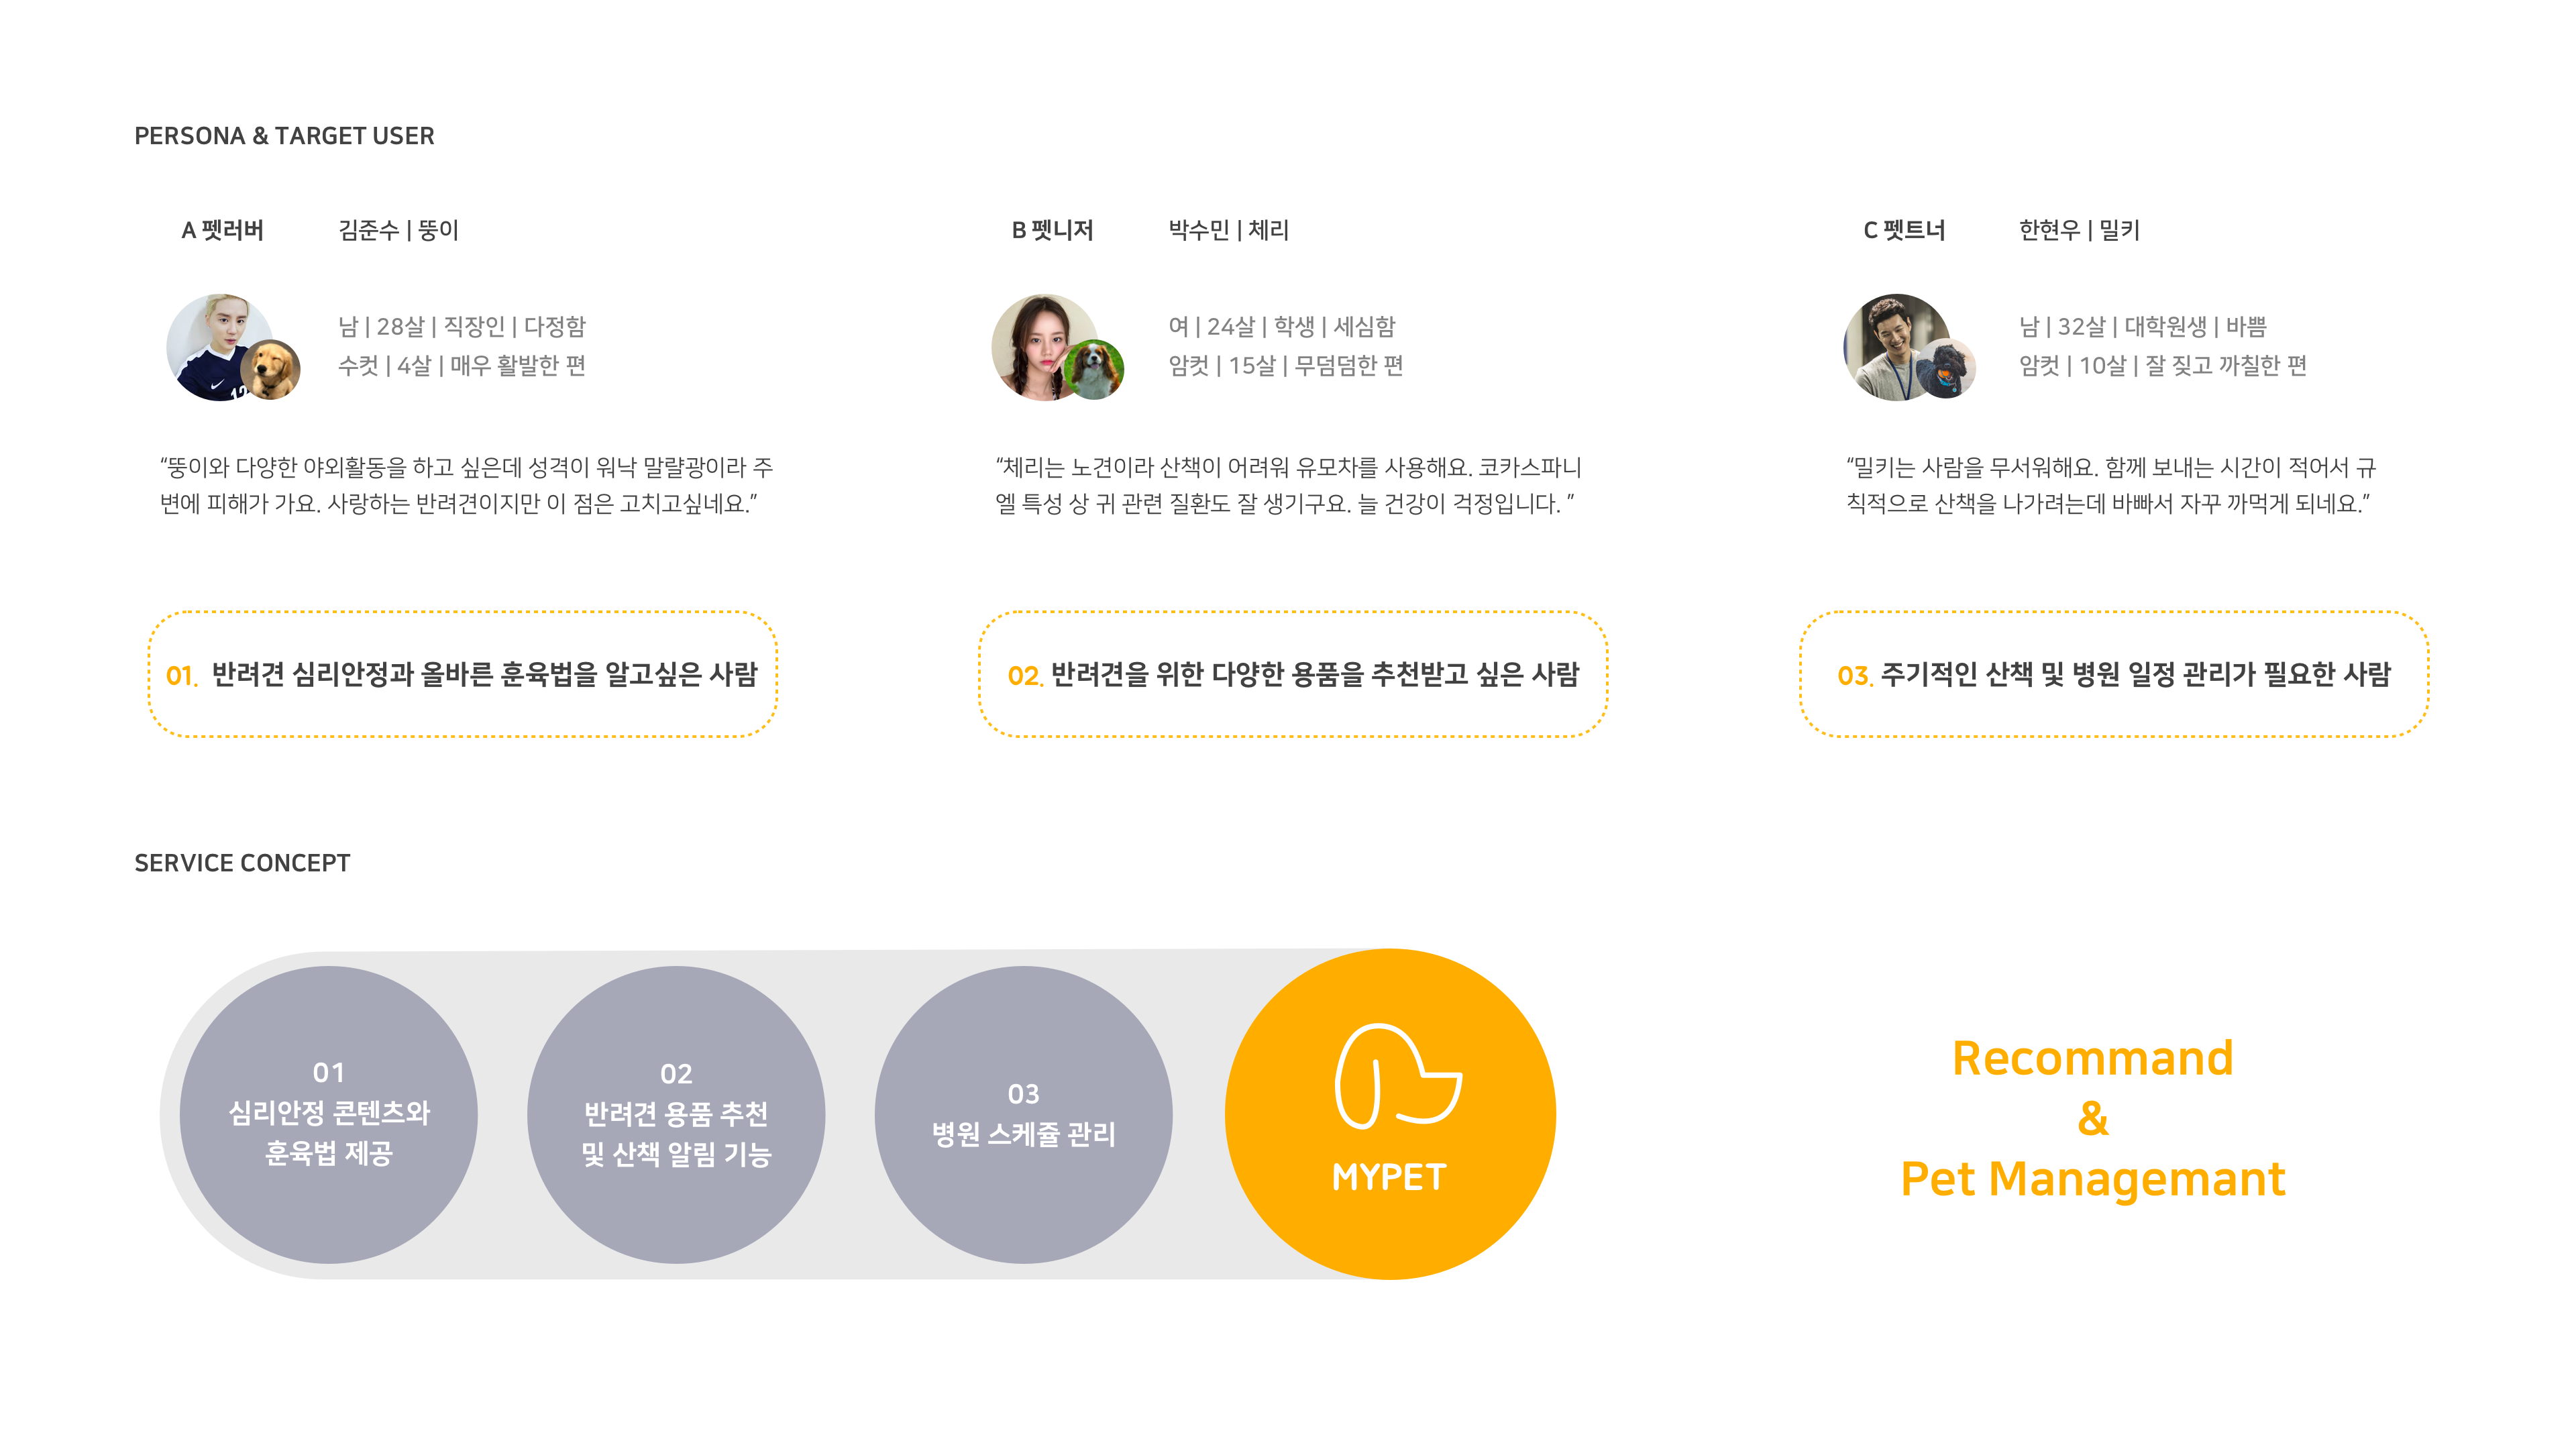 PERSONA & TARGET USER
A 펫러버
김준수 | 뚱이
남 | 28살 | 직장인 | 다정함
수컷 | 4살 | 매우 활발한 편
“뚱이와 다양한 야외활동을 하고 싶은데 성격이 워낙 말괄량이라 주
변에 피해가 가요. 사랑하는 반려견이지만 이 점은 고치고싶네요.”
01. 반려견 심리안정과 올바른 훈육법을 알고싶은 사람
B 펫니저
박수민 | 체리
여 | 24살 | 학생 | 세심함
암컷 | 15살 | 무덤덤한 편
“체리는 노견이라 산책이 어려워 유모차를 사용해요. 코카스파니
엘 특성 상 귀 관련 질환도 잘 생기구요. 늘 건강이 걱정입니다. ”
02. 반려견을 위한 다양한 용품을 추천받고 싶은 사람
C 펫트너
한현우 | 밀키
남 | 32살 | 대학원생 | 바쁨
암컷 | 10살 | 잘 짖고 까칠한 편
“밀키는 사람을 무서워해요. 함께 보내는 시간이 적어서 규
칙적으로 산책을 나가려는데 바빠서 자꾸 까먹게 되네요.”
03. 주기적인 산책 및 병원 일정 관리가 필요한 사람
SERVICE CONCEPT
01
심리안정 콘텐츠와
훈육법 제공
02
반려견 용품 추천
및 산책 알림 기능
03
병원 스케쥴 관리
MYPET
Recommand
&
Pet Managemant